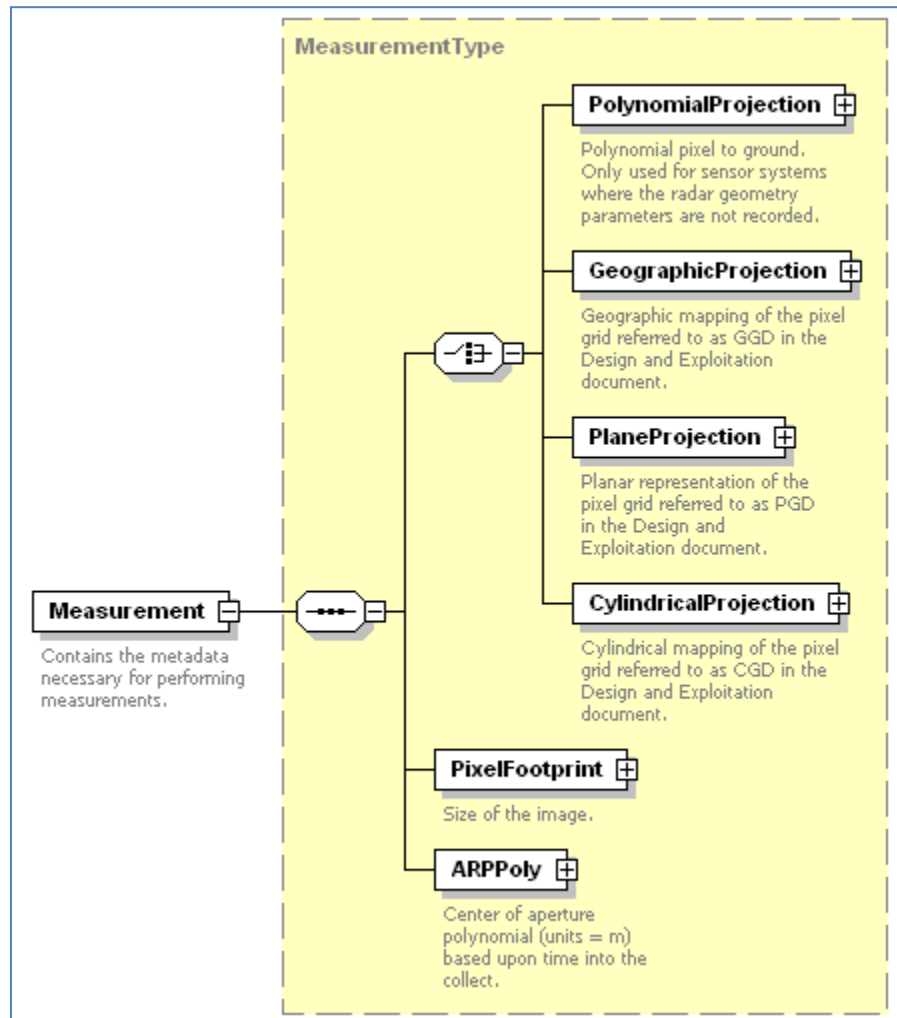 MeasurementType
PolynomialProjection
Polynomial pixel to ground.
Only used for sensor systems
where the radar geometry
parameters are not recorded.
GeographicProjection
Geographic mapping of the pixel
grid referred to as GGD in the
Design and Exploitation
document.
PlaneProjection
Planar representation of the
pixel grid referred to as PGD
in the Design and
Exploitation document.
Measurement
Contains the metadata
necessary for performing
measurements.
CylindricalProjection
Cylindrical mapping of the pixel
grid referred to as CGD in the
Design and Exploitation
document.
PixelFootprint
Size of the image.
ARPPoly
Center of aperture
polynomial (units = m)
based upon time into the
collect.